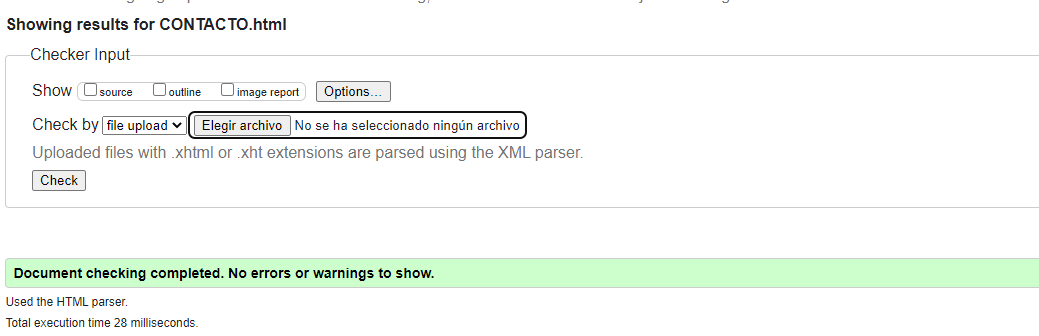 Showing results for CONTACTO.html
Checker Input
Show source outline image report Options...
Check by file upload Elegir archivo No se ha seleccionado ningún archivo
Uploaded files with .xhtml or .xht extensions are parsed using the XML parser.
Check
Document checking completed. No errors or warnings to show.
Used the HTML parser.
Total execution time 28 milliseconds.